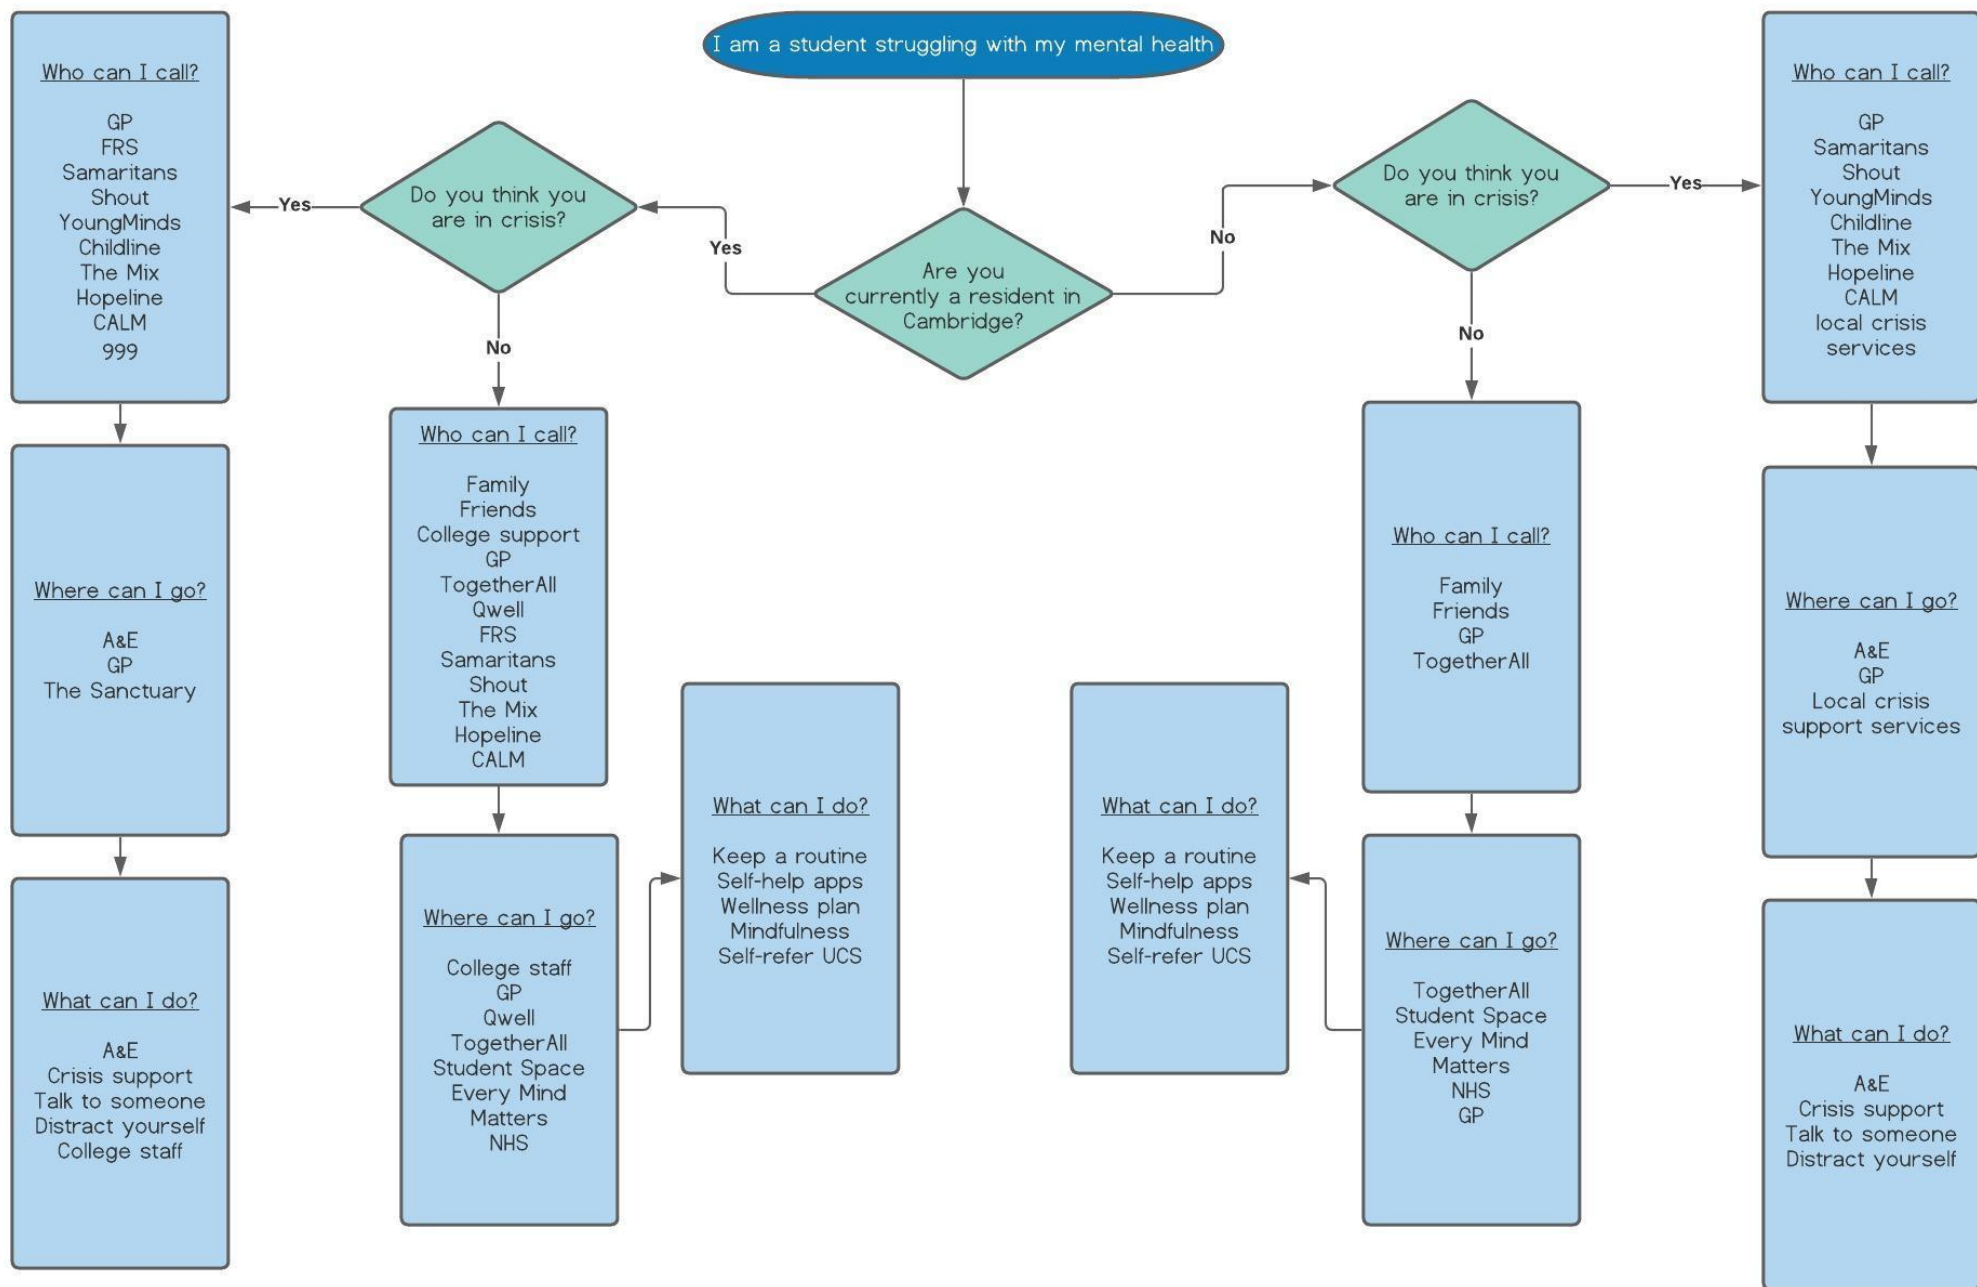 I am a student struggling with my mental health
Are you
currently a resident in
Cambridge?
Yes
Do you think you
are in crisis?
Yes
Who can I call?
GP
FRS
Samaritans
Shout
YoungMinds
Childline
The Mix
Hopeline
CALM
999
Where can I go?
A&E
GP
The Sanctuary
What can I do?
A&E
Crisis support
Talk to someone
Distract yourself
College staff
No
Who can I call?
Family
Friends
College support
GP
TogetherAll
Qwell
FRS
Samaritans
Shout
The Mix
Hopeline
CALM
Where can I go?
College staff
GP
Qwell
TogetherAll
Student Space
Every Mind
Matters
NHS
What can I do?
Keep a routine
Self-help apps
Wellness plan
Mindfulness
Self-refer UCS
No
Do you think you
are in crisis?
No
Who can I call?
Family
Friends
GP
TogetherAll
Where can I go?
TogetherAll
Student Space
Every Mind
Matters
NHS
GP
What can I do?
Keep a routine
Self-help apps
Wellness plan
Mindfulness
Self-refer UCS
Yes
Who can I call?
GP
Samaritans
Shout
YoungMinds
Childline
The Mix
Hopeline
CALM
local crisis
services
Where can I go?
A&E
GP
Local crisis
support services
What can I do?
A&E
Crisis support
Talk to someone
Distract yourself